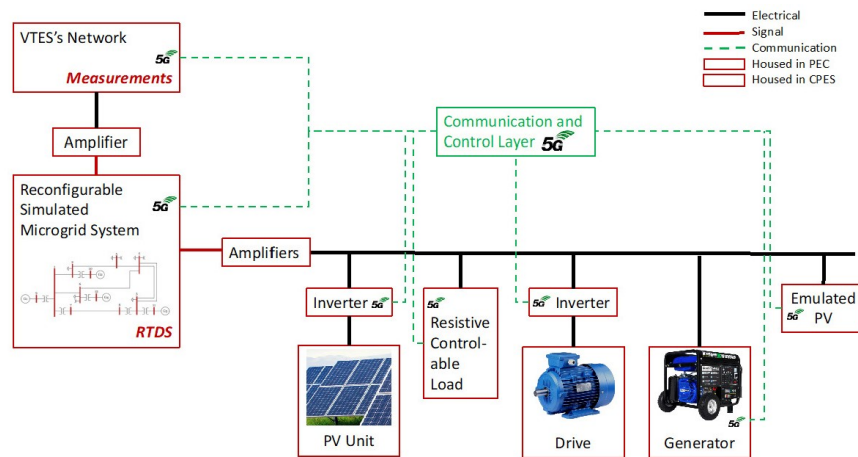 VTES's Network
5G
Measurements
Amplifier
Reconfigurable
Simulated
Microgrid System
5G
RTDS
Amplifiers
Communication and
Control Layer 5G
Electrical
Signal
Communication
Housed in PEC
Housed in CPES
Inverter 5G
PV Unit
5G
Resistive
Control-
able
Load
5G Inverter
Drive
5G
Generator
Emulated
5G PV